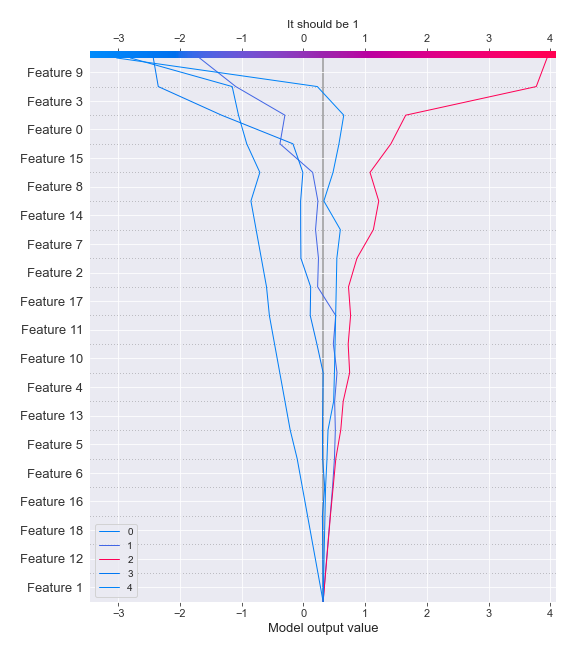 It should be 1
−3 −2 −1 0 1 2 3 4
Feature 9
Feature 3
Feature 0
Feature 15
Feature 8
Feature 14
Feature 7
Feature 2
Feature 17
Feature 11
Feature 10
Feature 4
Feature 13
Feature 5
Feature 6
Feature 16
Feature 18
Feature 12
Feature 1
0
1
2
3
4
−3 −2 −1 0 1 2 3 4
Model output value